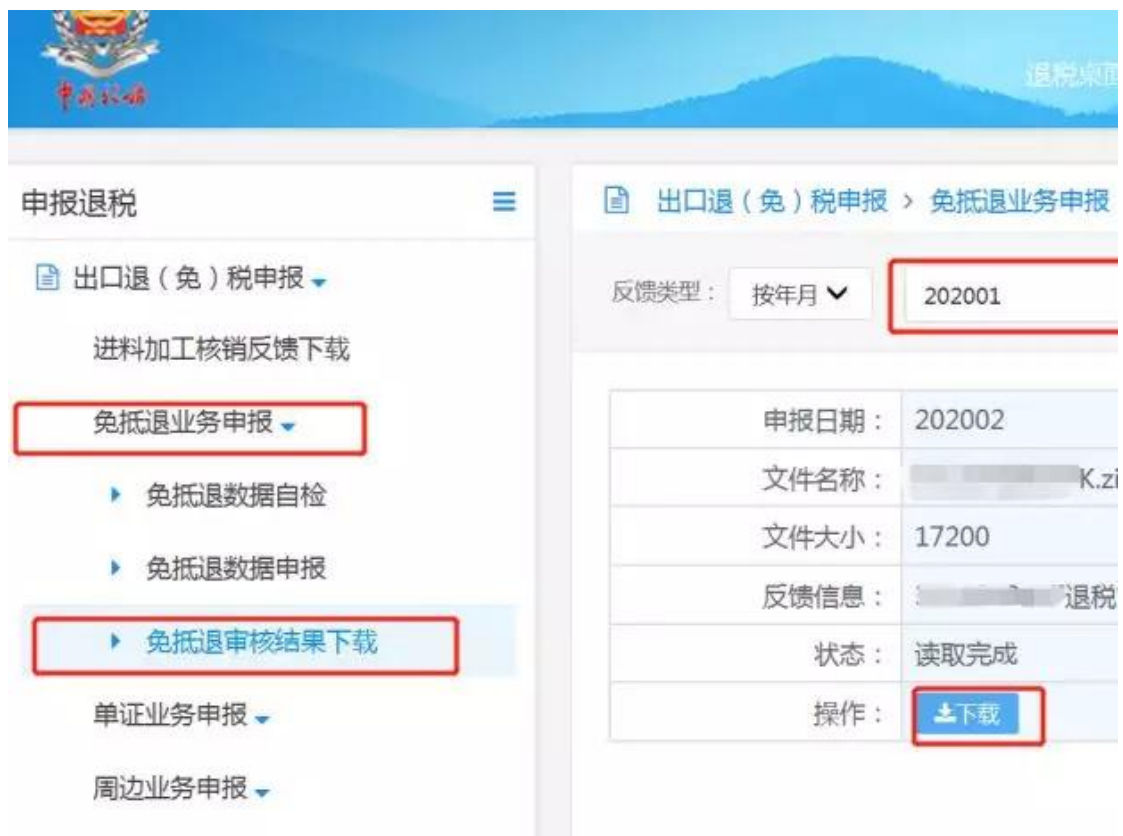 中国税务
退税桌面
申报退税
出口退（免）税申报 > 免抵退业务申报
出口退（免）税申报
反馈类型： 按年月 202001
进料加工核销反馈下载
免抵退业务申报
申报日期： 202002
免抵退数据自检
文件名称： K.zi
文件大小： 17200
免抵退数据申报
反馈信息： 退税
免抵退审核结果下载
状态： 读取完成
单证业务申报
操作： 下载
周边业务申报